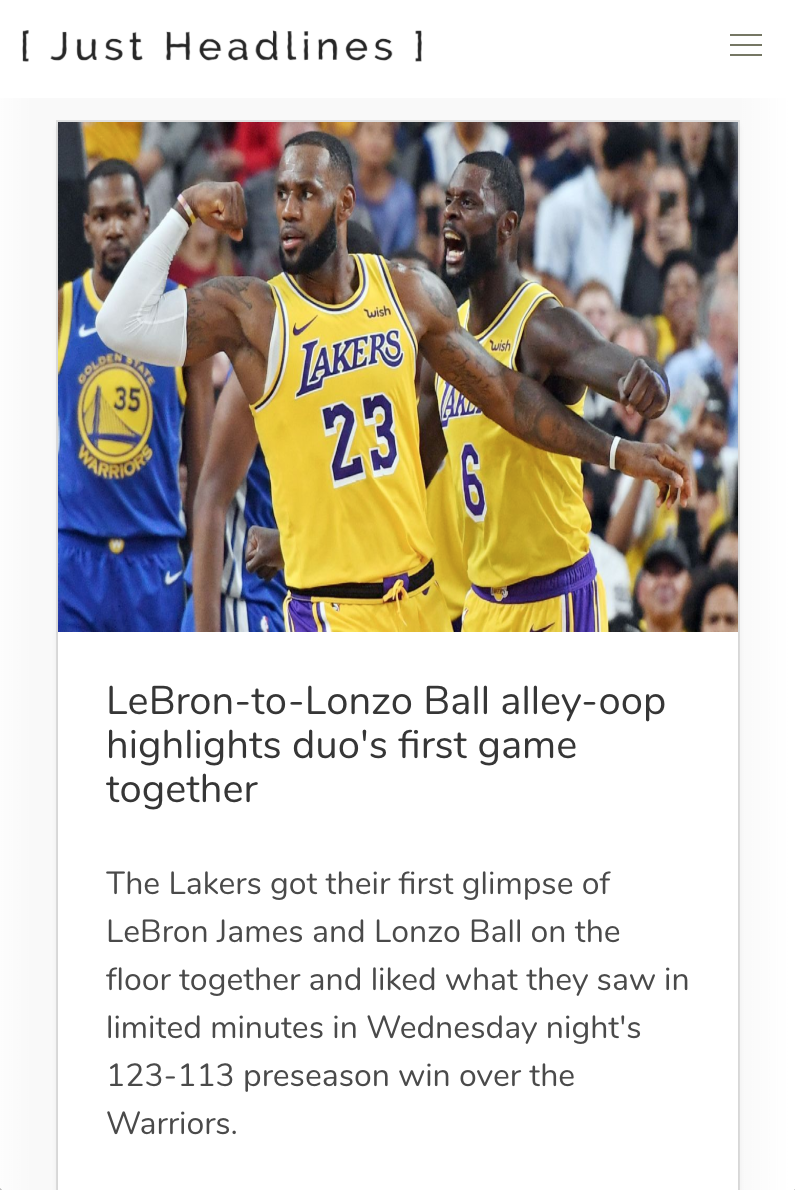 [ Just Headlines ]
wish
LAKERS
23
wish
6
GOLDEN STATE
35
WARRIORS
LeBron-to-Lonzo Ball alley-oop
highlights duo's first game
together
The Lakers got their first glimpse of
LeBron James and Lonzo Ball on the
floor together and liked what they saw in
limited minutes in Wednesday night's
123-113 preseason win over the
Warriors.